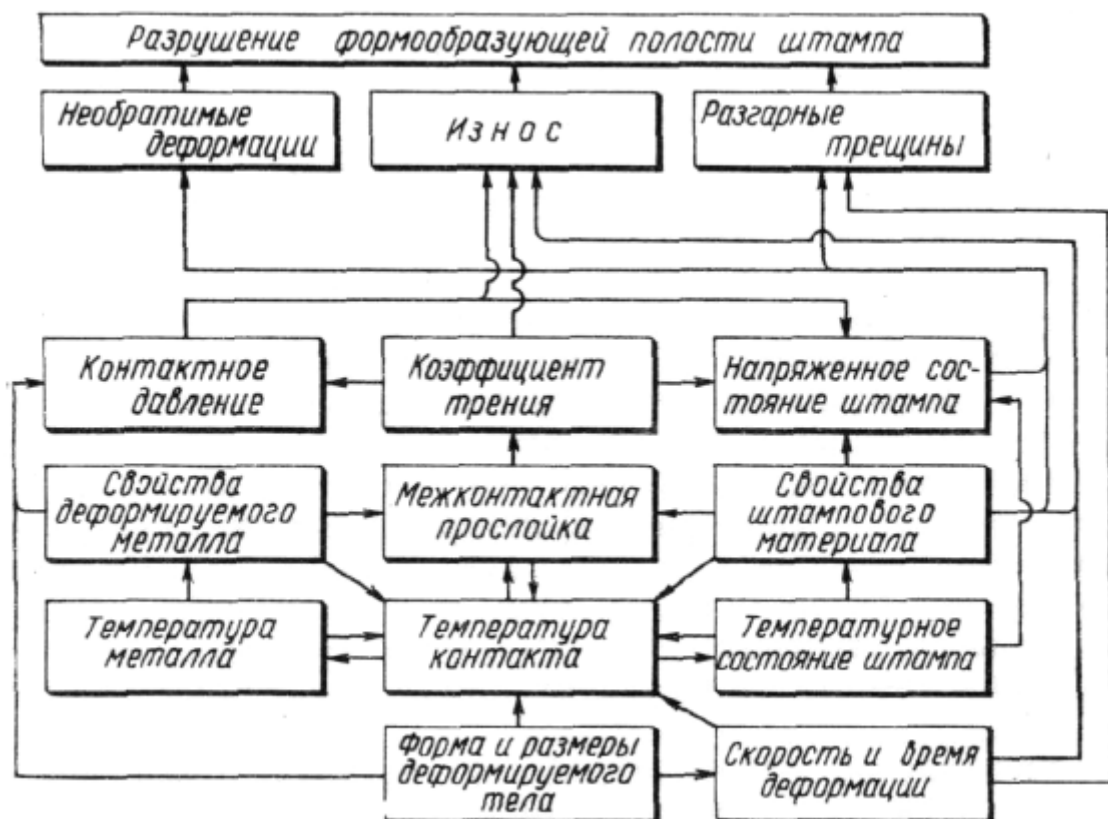 Разрушение формообразующей полости штампа
Необратимые
деформации
Износ
Разгарные
трещины
Контактное
давление
Коэффициент
трения
Напряженное сос-
тояние штампа
Свойства
деформируемого
металла
Межконтактная
прослойка
Свойства
штампового
материала
Температура
металла
Температура
контакта
Температурное
состояние штампа
Форма и размеры
деформируемого
тела
Скорость и время
деформации